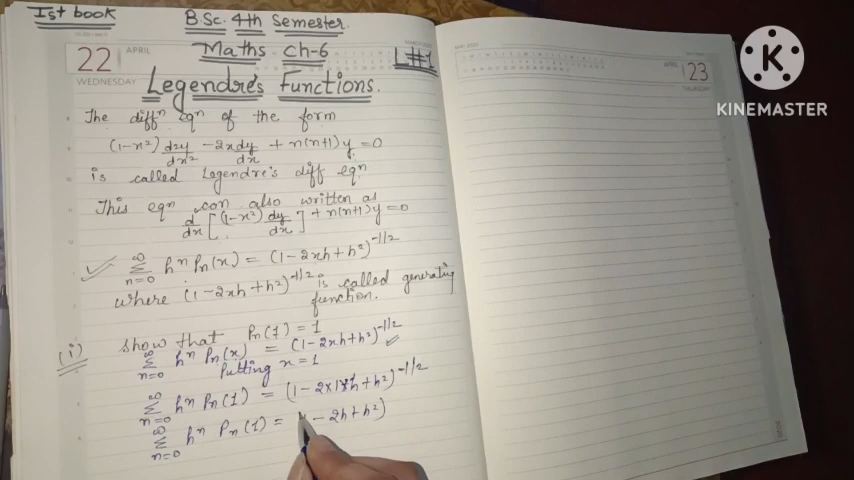 Ist book
BSc. 4th Semester.
22 APRIL
WEDNESDAY
Maths Ch-6
L#1
Legendre's Functions.
The diffⁿ eqn of the form
(1-x²) d2y/dx² - 2x dy/dx + n(n+1)y = 0
is called Legendre's diff eqⁿ
This eqn can also written as
d/dx [(1-x²) dy/dx] + n(n+1)y = 0
∑_{n=0}^∞ hⁿ Pn(x) = (1-2xh+h²)^{-1/2}
where (1-2xh+h²)^{-1/2} is called generating
function.
(i) Show that Pn(1) = 1
∑_{n=0}^∞ hⁿ Pn(x) = (1-2xh+h²)^{-1/2}
Putting x = 1
∑_{n=0}^∞ hⁿ Pn(1) = (1-2×1×h+h²)^{-1/2}
∑_{n=0}^∞ hⁿ Pn(1) = - 2h + h²)
APRIL 23
KINEMASTER